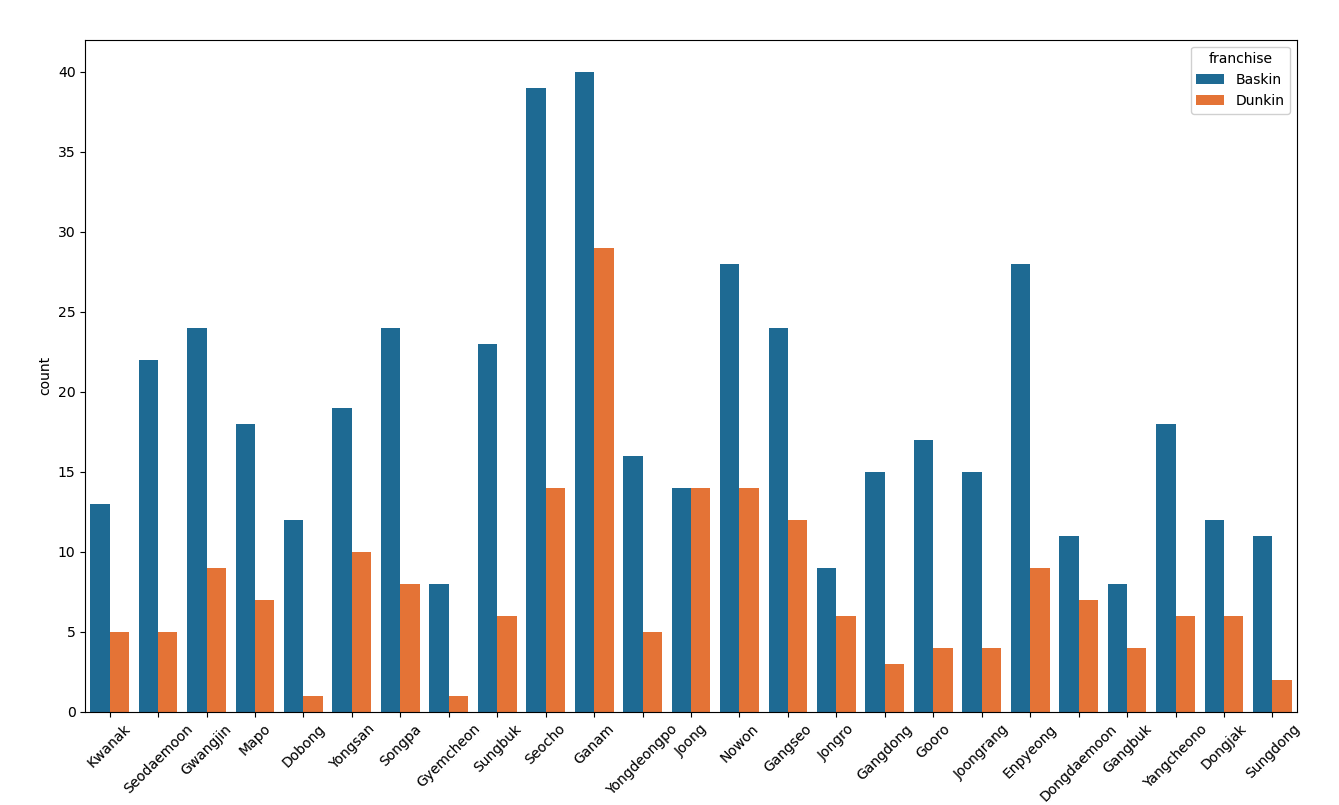 franchise
Baskin
Dunkin
40
35
30
25
20
15
10
5
0
count
Kwanak
Seodaemoon
Gwangjin
Mapo
Dobong
Yongsan
Songpa
Gyemcheon
Sungbuk
Seocho
Ganam
Yongdeongpo
Joong
Nowon
Gangseo
Jongro
Gangdong
Gooro
Joongrang
Enpyeong
Dongdaemoon
Gangbuk
Yangcheono
Dongjak
Sungdong